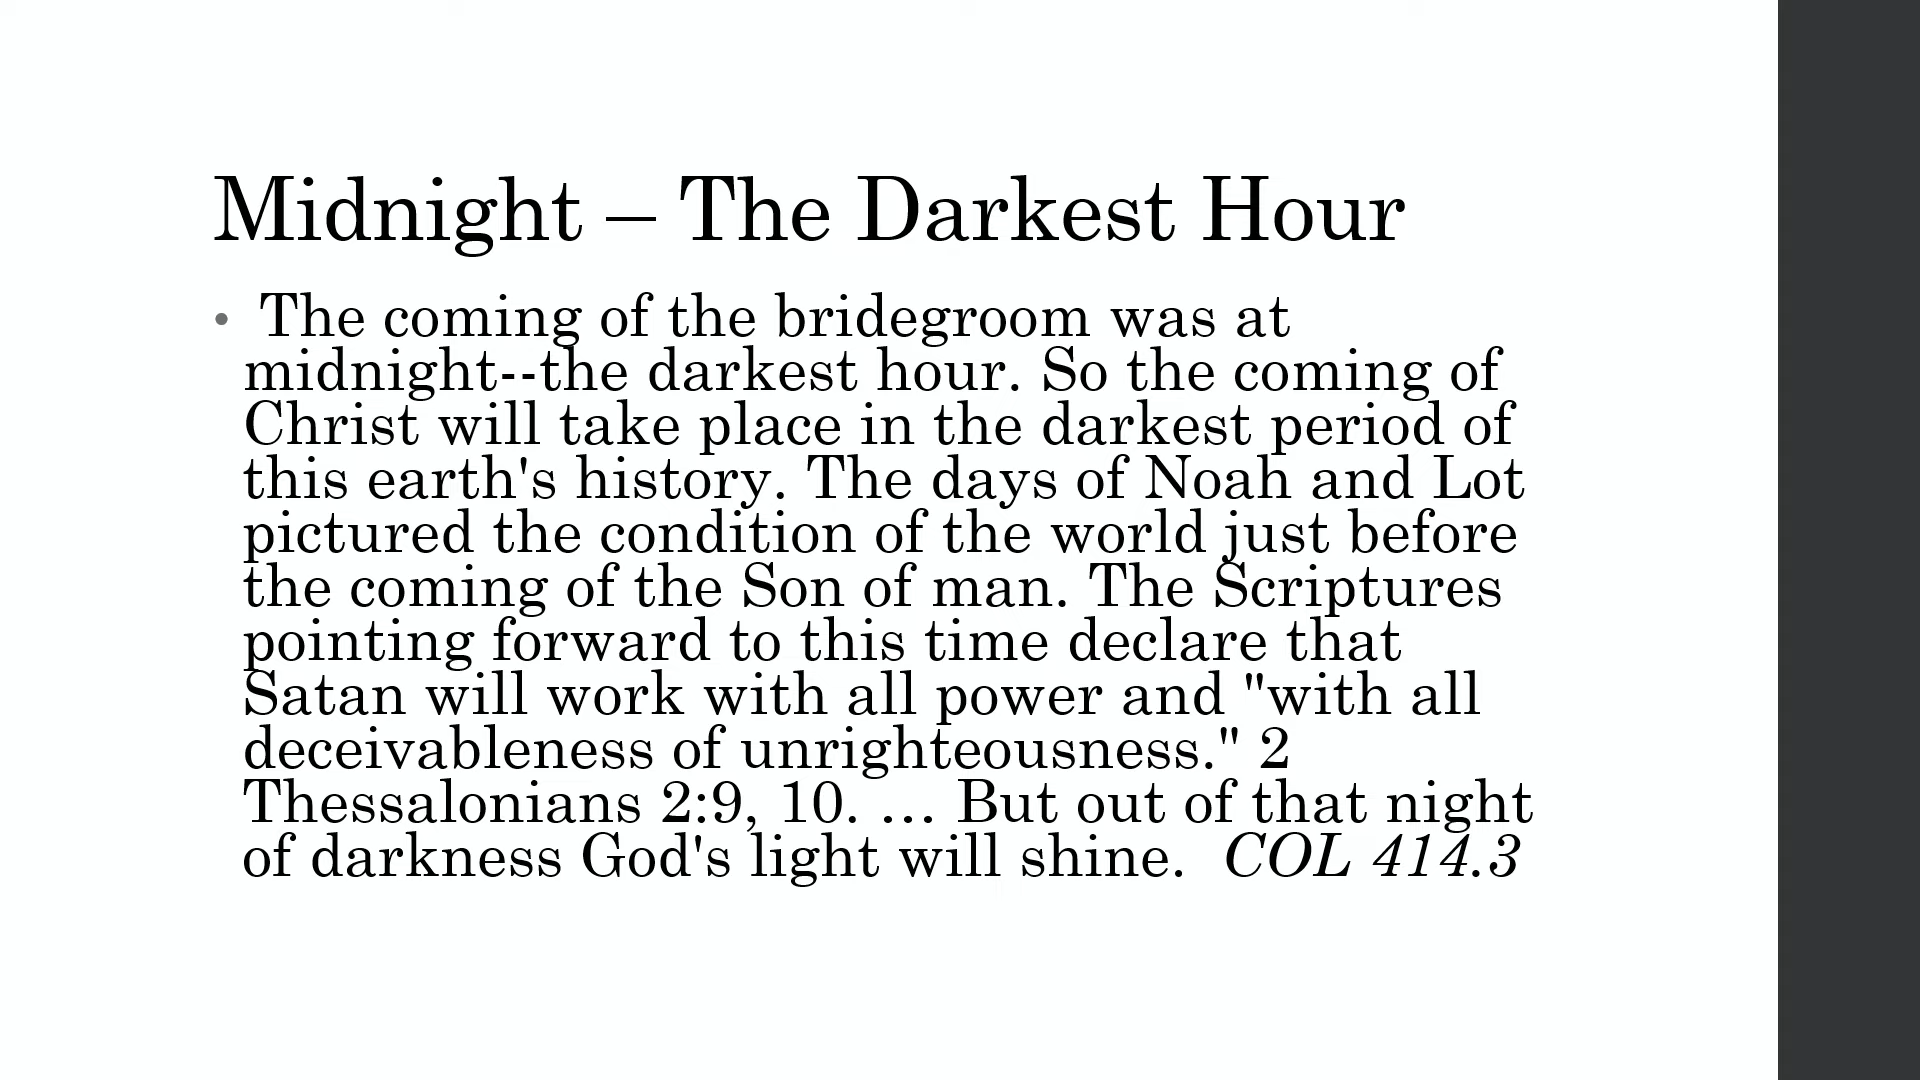 Midnight – The Darkest Hour
• The coming of the bridegroom was at
midnight--the darkest hour. So the coming of
Christ will take place in the darkest period of
this earth's history. The days of Noah and Lot
pictured the condition of the world just before
the coming of the Son of man. The Scriptures
pointing forward to this time declare that
Satan will work with all power and "with all
deceivableness of unrighteousness." 2
Thessalonians 2:9, 10. … But out of that night
of darkness God's light will shine.  COL 414.3